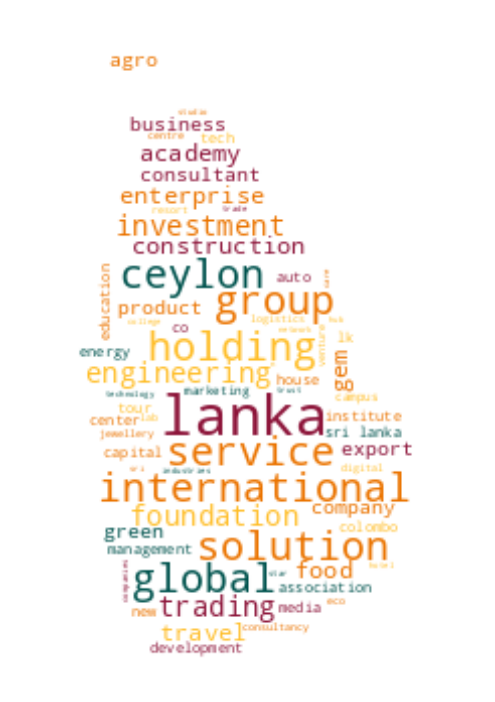 agro
studio
business
centre tech
academy
consultant
enterprise
resort trade
investment
construction
ceylon auto care
education
group
product logistics
college co network
holding venture lk
energy
engineering house gem
technology marketing trust campus
tour
lanka institute
center lab
jewellery sri lanka
capital service export
sri industries digital
international
foundation company
colombo
green
management solution
companies global star food hotel
association
new trading media eco
travel consultancy
development